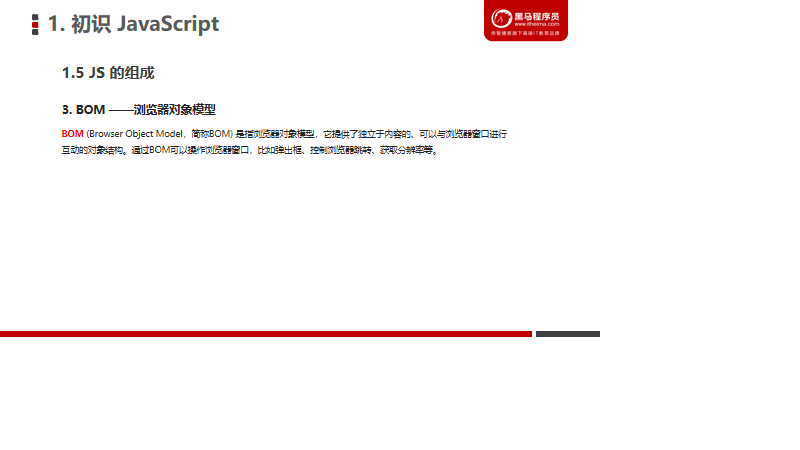 1. 初识 JavaScript
黑马程序员
www.itheima.com
传智播客旗下高端IT教育品牌
1.5 JS 的组成
3. BOM ——浏览器对象模型
BOM (Browser Object Model，简称BOM) 是指浏览器对象模型，它提供了独立于内容的、可以与浏览器窗口进行
互动的对象结构。通过BOM可以操作浏览器窗口，比如弹出框、控制浏览器跳转、获取分辨率等。